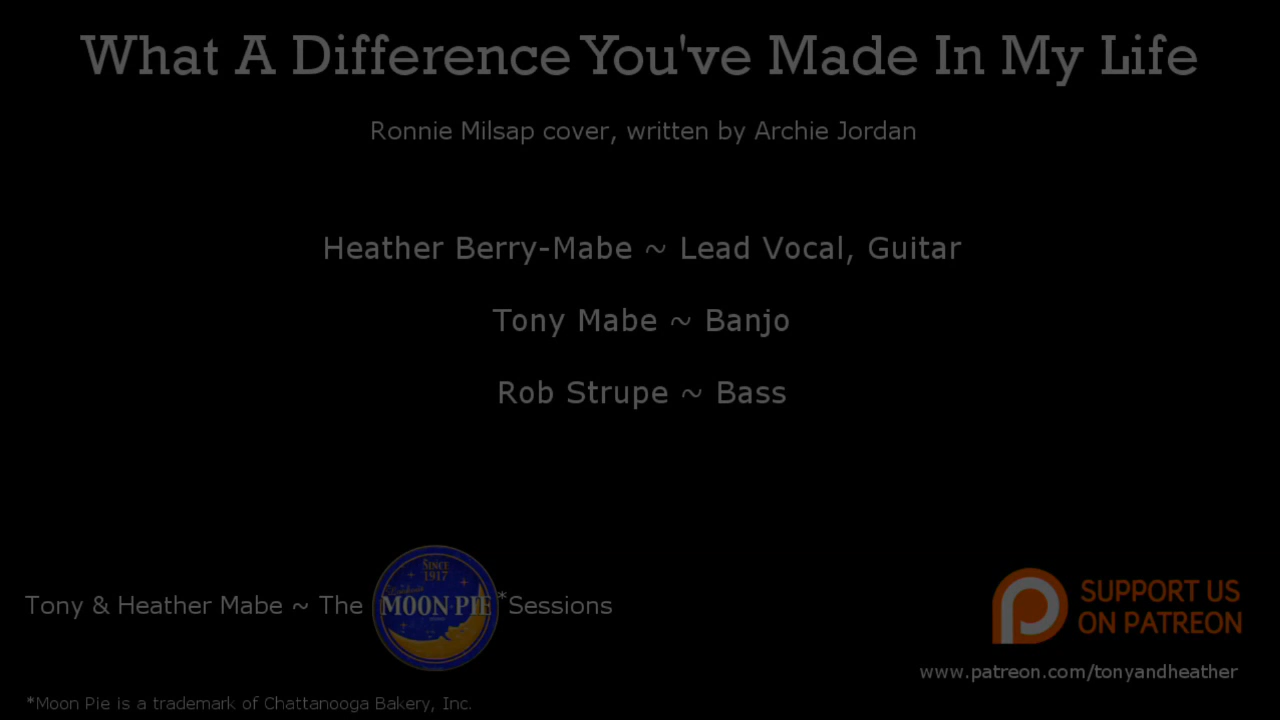 What A Difference You've Made In My Life
Ronnie Milsap cover, written by Archie Jordan
Heather Berry-Mabe ~ Lead Vocal, Guitar
Tony Mabe ~ Banjo
Rob Strupe ~ Bass
SINCE
1917
Tony & Heather Mabe ~ The MOON PIE *Sessions
SUPPORT US
ON PATREON
www.patreon.com/tonyandheather
*Moon Pie is a trademark of Chattanooga Bakery, Inc.